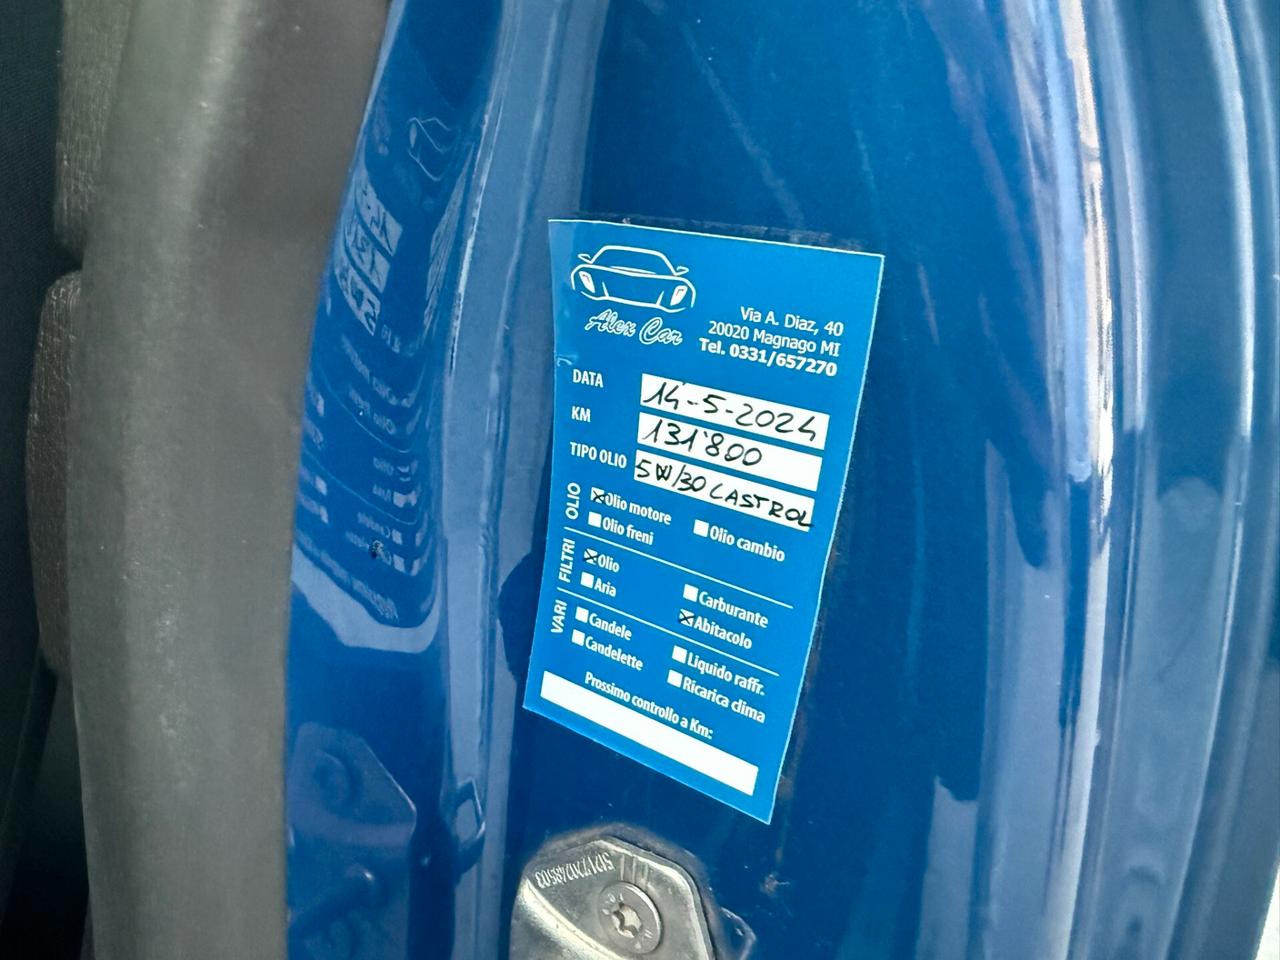 Alex Car
Via A. Diaz, 40
20020 Magnago MI
Tel. 0331/657270
DATA 14-5-2024
KM 131'800
TIPO OLIO 5W/30 CASTROL
OLIO
Olio motore
Olio cambio
Olio freni
FILTRI
Olio
Carburante
Aria
Abitacolo
VARI
Candele
Liquido raffr.
Candelette
Ricarica clima
Prossimo controllo a Km: